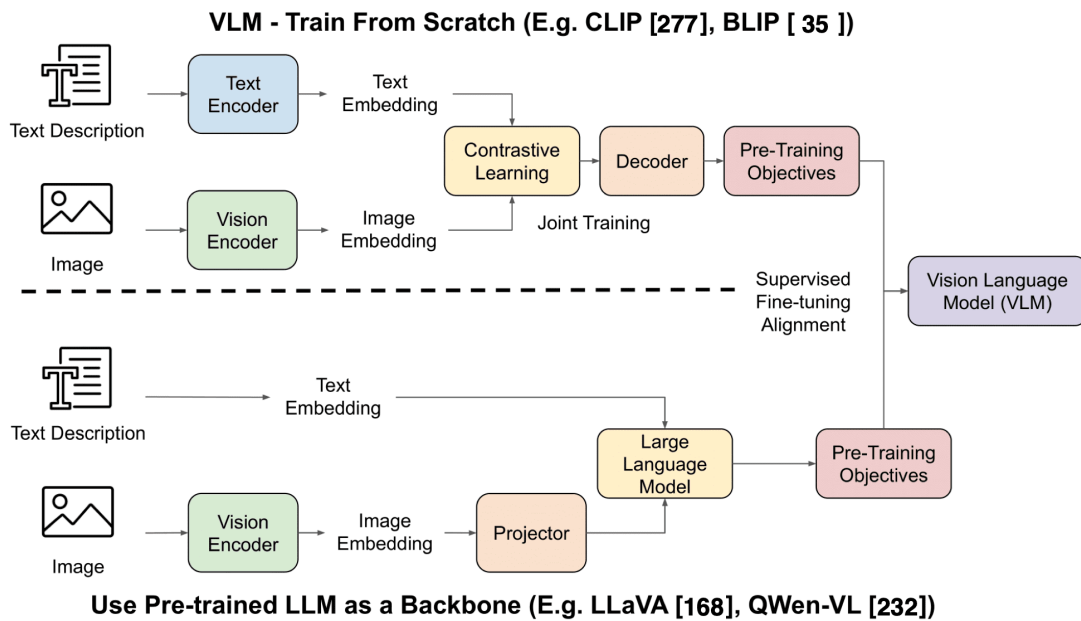 VLM - Train From Scratch (E.g. CLIP [277], BLIP [ 35 ])
Text Description
Text
Encoder
Text
Embedding
Contrastive
Learning
Decoder
Pre-Training
Objectives
Image
Vision
Encoder
Image
Embedding
Joint Training
Supervised
Fine-tuning
Alignment
Vision Language
Model (VLM)
Text Description
Text
Embedding
Large
Language
Model
Pre-Training
Objectives
Image
Vision
Encoder
Image
Embedding
Projector
Use Pre-trained LLM as a Backbone (E.g. LLaVA [168], QWen-VL [232])